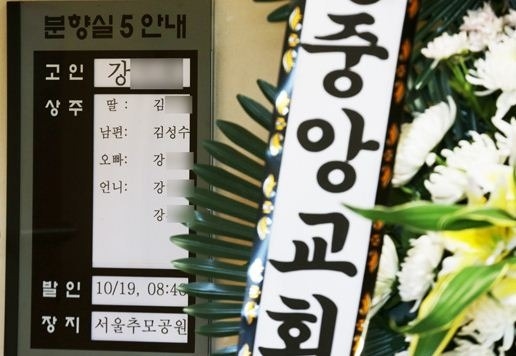 분향실 5 안내
고인 강
상주 딸: 김
남편: 김성수
오빠: 강
언니: 강
강
발인 10/19, 08:4
장지 서울추모공원
중앙교회